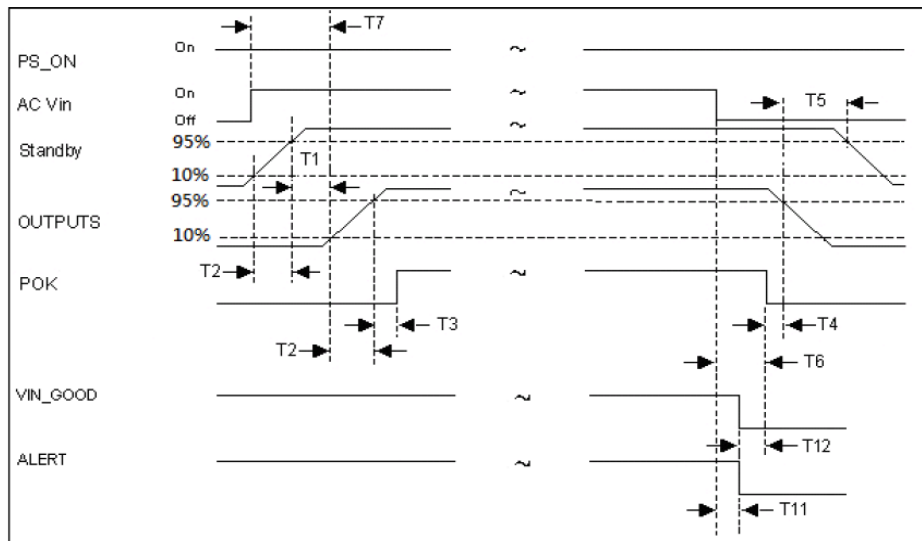 T7
PS_ON
On
AC Vin
On
Off
T5
Standby
95%
T1
10%
OUTPUTS
95%
10%
T2
POK
T3
T4
T2
T6
VIN_GOOD
T12
ALERT
T11